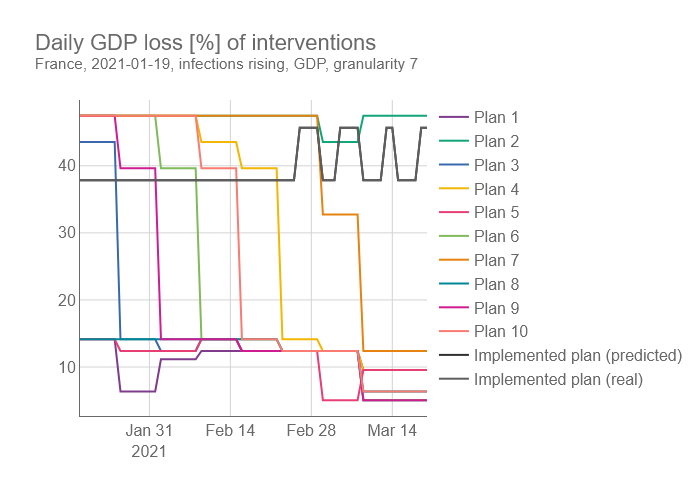 Daily GDP loss [%] of interventions
France, 2021-01-19, infections rising, GDP, granularity 7
40
30
20
10
Jan 31
2021
Feb 14
Feb 28
Mar 14
Plan 1
Plan 2
Plan 3
Plan 4
Plan 5
Plan 6
Plan 7
Plan 8
Plan 9
Plan 10
Implemented plan (predicted)
Implemented plan (real)